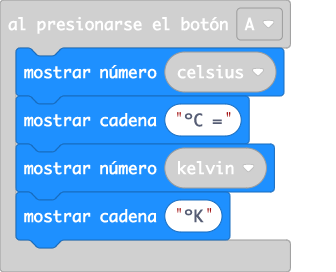 al presionarse el botón A
mostrar número celsius
mostrar cadena "°C ="
mostrar número kelvin
mostrar cadena "°K"